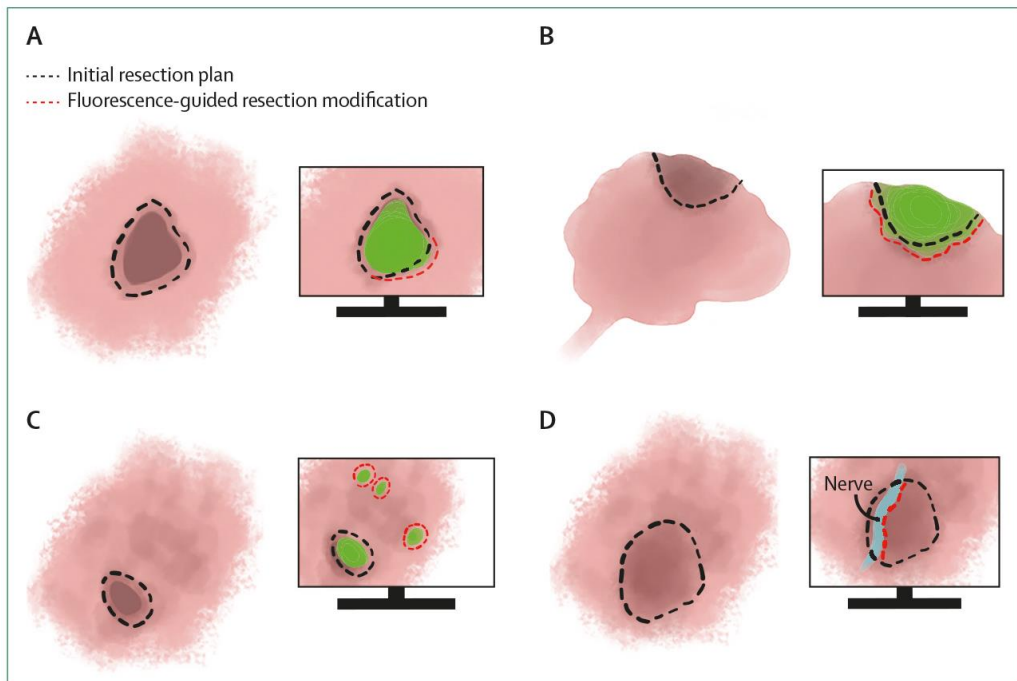 A
Initial resection plan
Fluorescence-guided resection modification
B
C
D
Nerve